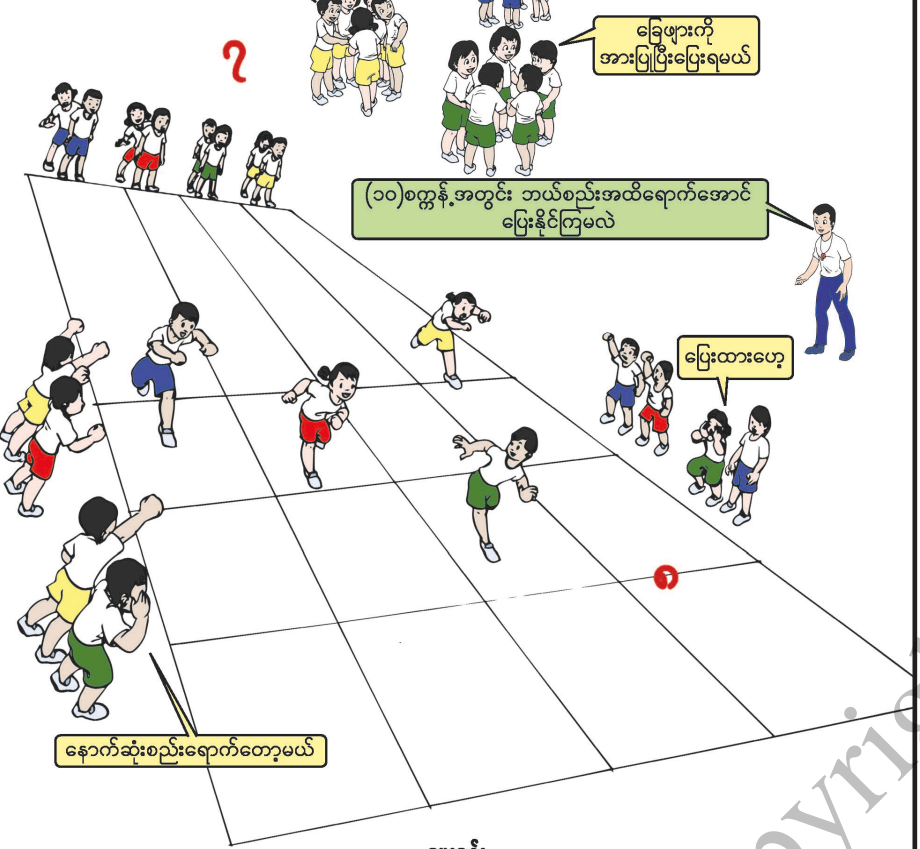 ၇
ခြေဖျားကို
အားပြုပြီးပြေးရမယ်
(၁၀)စက္ကန့်အတွင်း ဘယ်စည်းအထိရောက်အောင်
ပြေးနိုင်ကြမလဲ
ပြေးထားဟေ့
၈
နောက်ဆုံးစည်းရောက်တော့မယ်